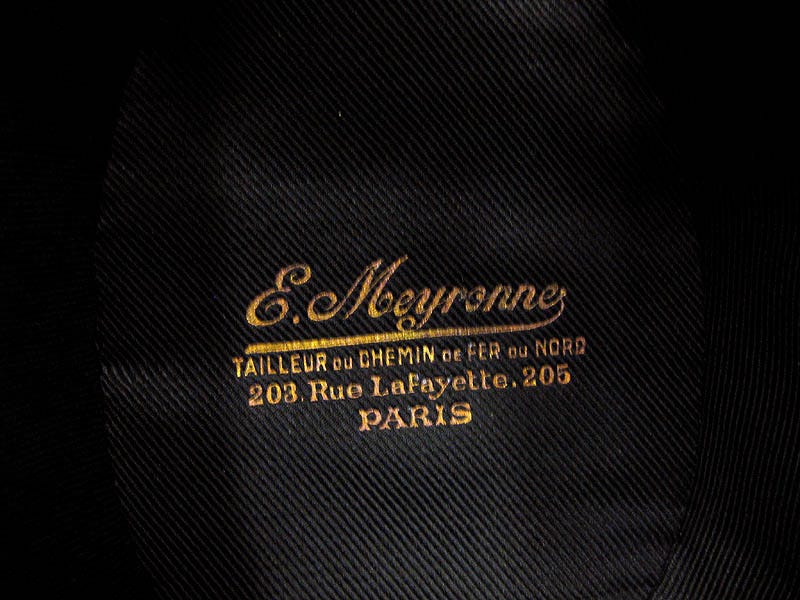 E. Meyronne
TAILLEUR DU CHEMIN DE FER DU NORD
203. Rue LaFayette. 205
PARIS